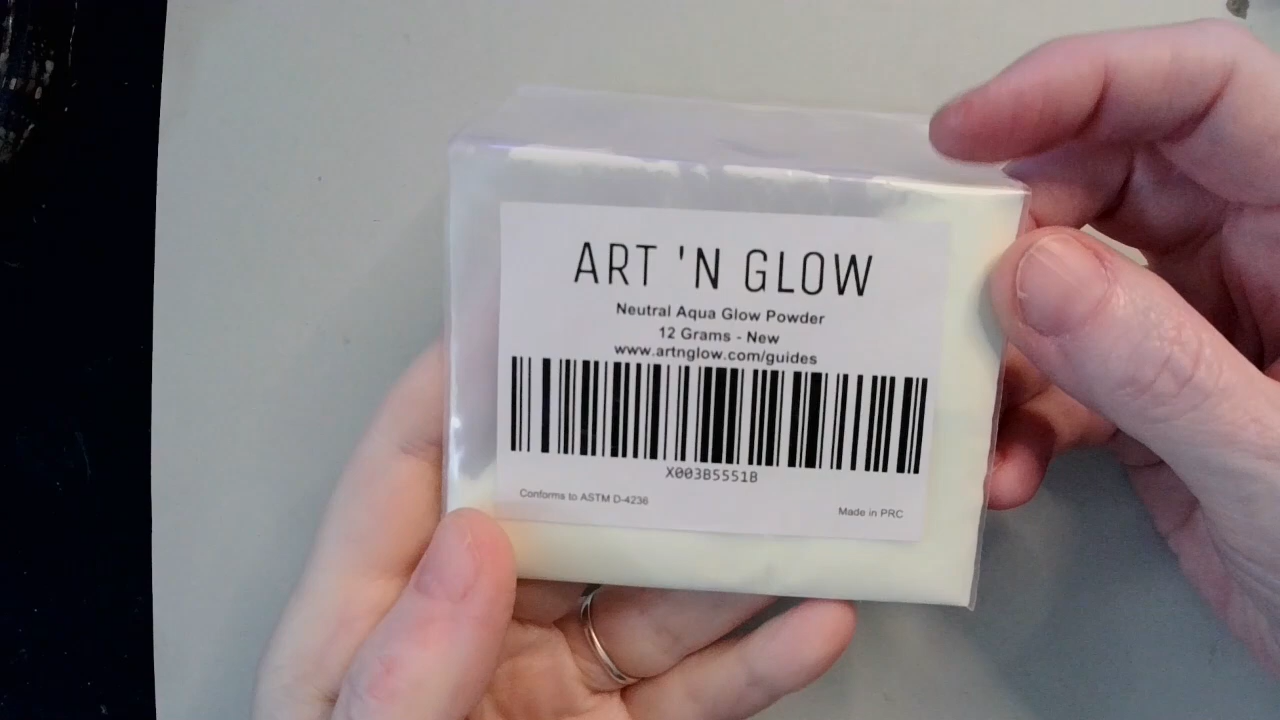 ART 'N GLOW
Neutral Aqua Glow Powder
12 Grams - New
www.artnglow.com/guides
X003B5551B
Conforms to ASTM D-4236
Made in PRC